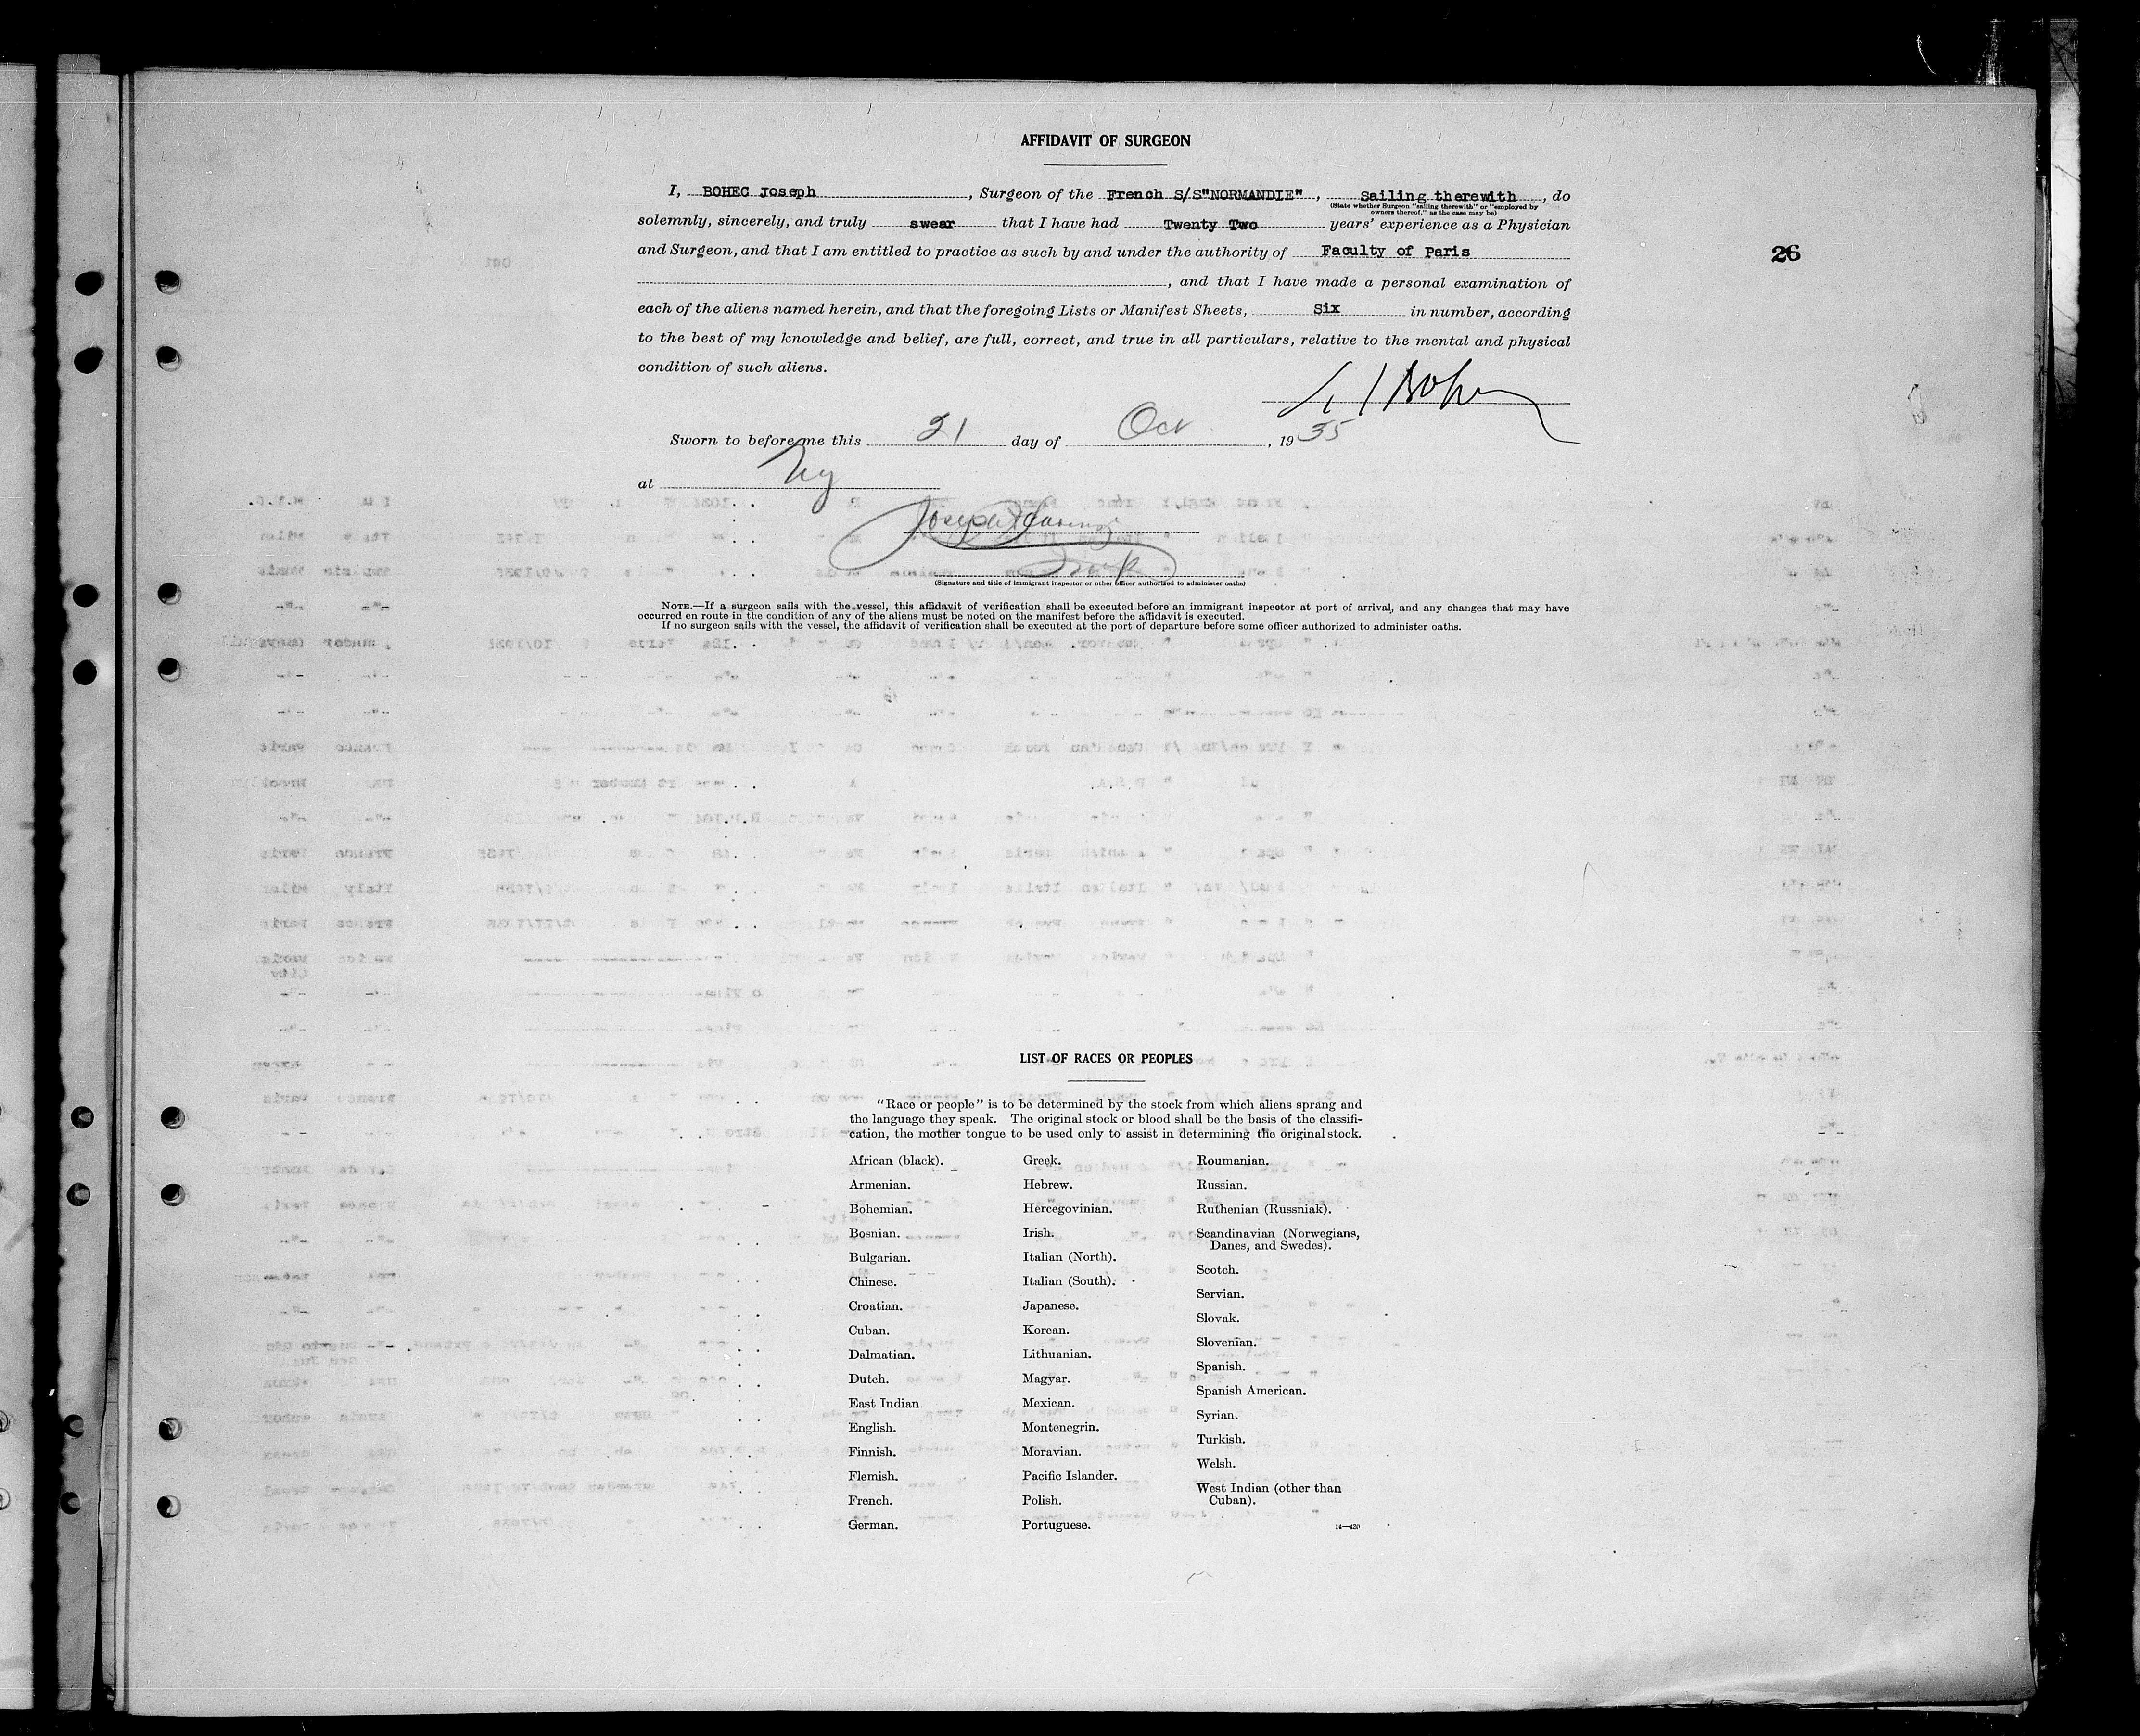 AFFIDAVIT OF SURGEON
I, BOHEC Joseph, Surgeon of the French S/S"NORMANDIE", Sailing therewith, do
(State whether Surgeon "sailing therewith" or "employed by
owners thereof," as the case may be)
solemnly, sincerely, and truly swear that I have had Twenty Two years' experience as a Physician
and Surgeon, and that I am entitled to practice as such by and under the authority of Faculty of Paris
26
, and that I have made a personal examination of
each of the aliens named herein, and that the foregoing Lists or Manifest Sheets, Six in number, according
to the best of my knowledge and belief, are full, correct, and true in all particulars, relative to the mental and physical
condition of such aliens.
Sworn to before me this 21 day of Oct, 1935
at NY
Joseph
(Signature and title of immigrant inspector or other officer authorized to administer oaths)
NOTE.—If a surgeon sails with the vessel, this affidavit of verification shall be executed before an immigrant inspector at port of arrival, and any changes that may have
occurred en route in the condition of any of the aliens must be noted on the manifest before the affidavit is executed.
If no surgeon sails with the vessel, the affidavit of verification shall be executed at the port of departure before some officer authorized to administer oaths.
LIST OF RACES OR PEOPLES
"Race or people" is to be determined by the stock from which aliens sprang and
the language they speak. The original stock or blood shall be the basis of the classifi-
cation, the mother tongue to be used only to assist in determining the original stock.
African (black).
Armenian.
Bohemian.
Bosnian.
Bulgarian.
Chinese.
Croatian.
Cuban.
Dalmatian.
Dutch.
East Indian
English.
Finnish.
Flemish.
French.
German.
Greek.
Hebrew.
Hercegovinian.
Irish.
Italian (North).
Italian (South).
Japanese.
Korean.
Lithuanian.
Magyar.
Mexican.
Montenegrin.
Moravian.
Pacific Islander.
Polish.
Portuguese.
Roumanian.
Russian.
Ruthenian (Russniak).
Scandinavian (Norwegians,
Danes, and Swedes).
Scotch.
Servian.
Slovak.
Slovenian.
Spanish.
Spanish American.
Syrian.
Turkish.
Welsh.
West Indian (other than
Cuban).
14—420